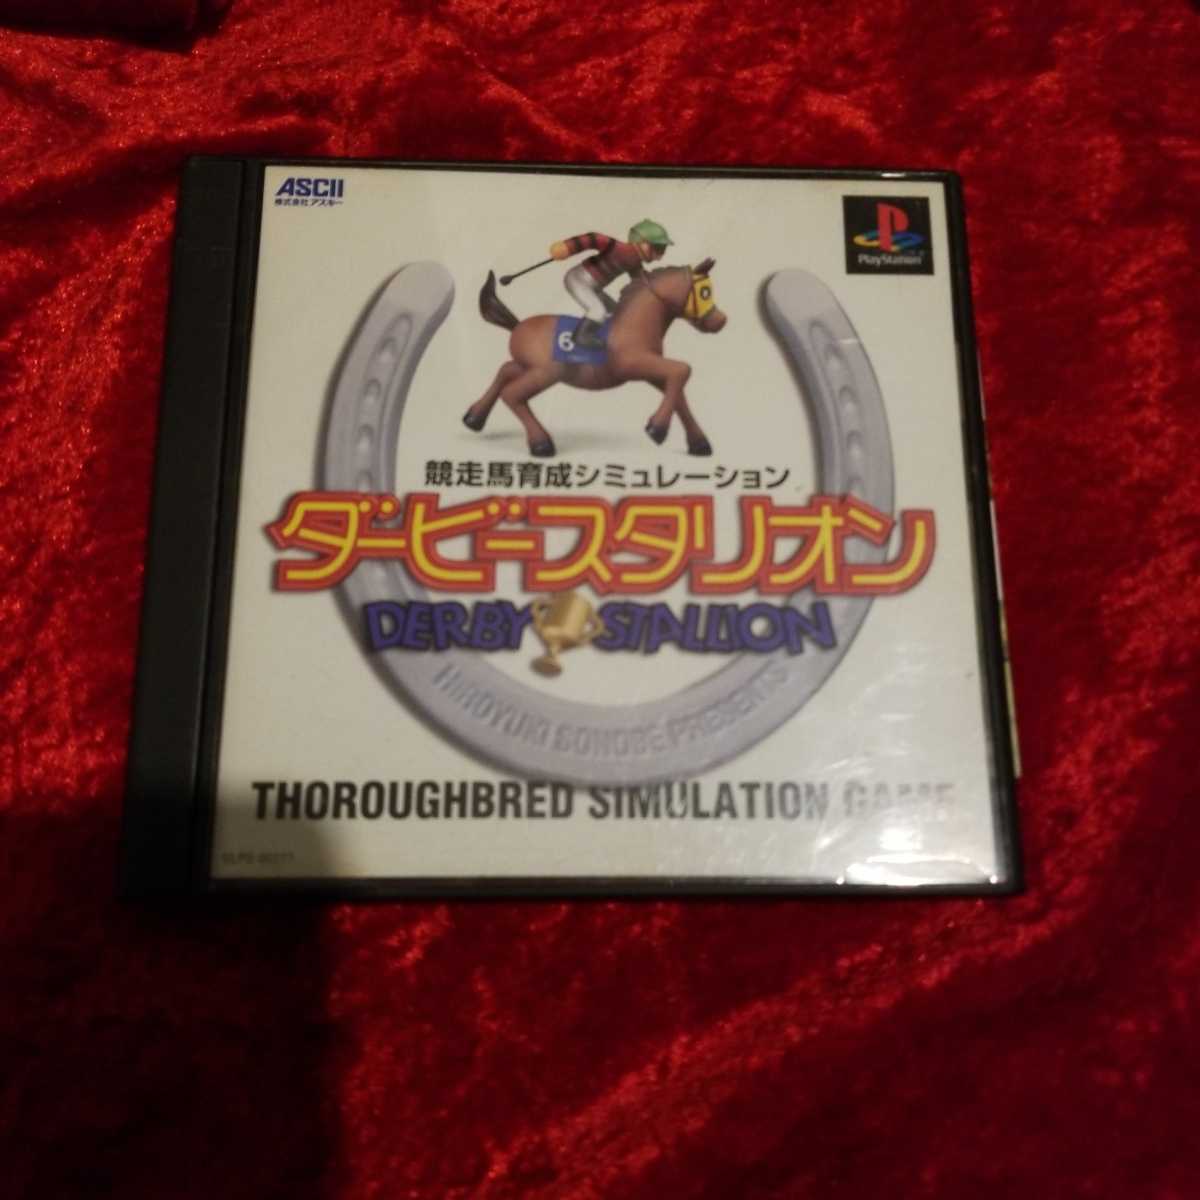 ASCII
株式会社アスキー
PlayStation
6
競走馬育成シミュレーション
ダービースタリオン
DERBY STALLION
HIROYUKI SONOBE PRESENTS
THOROUGHBRED SIMULATION GAME